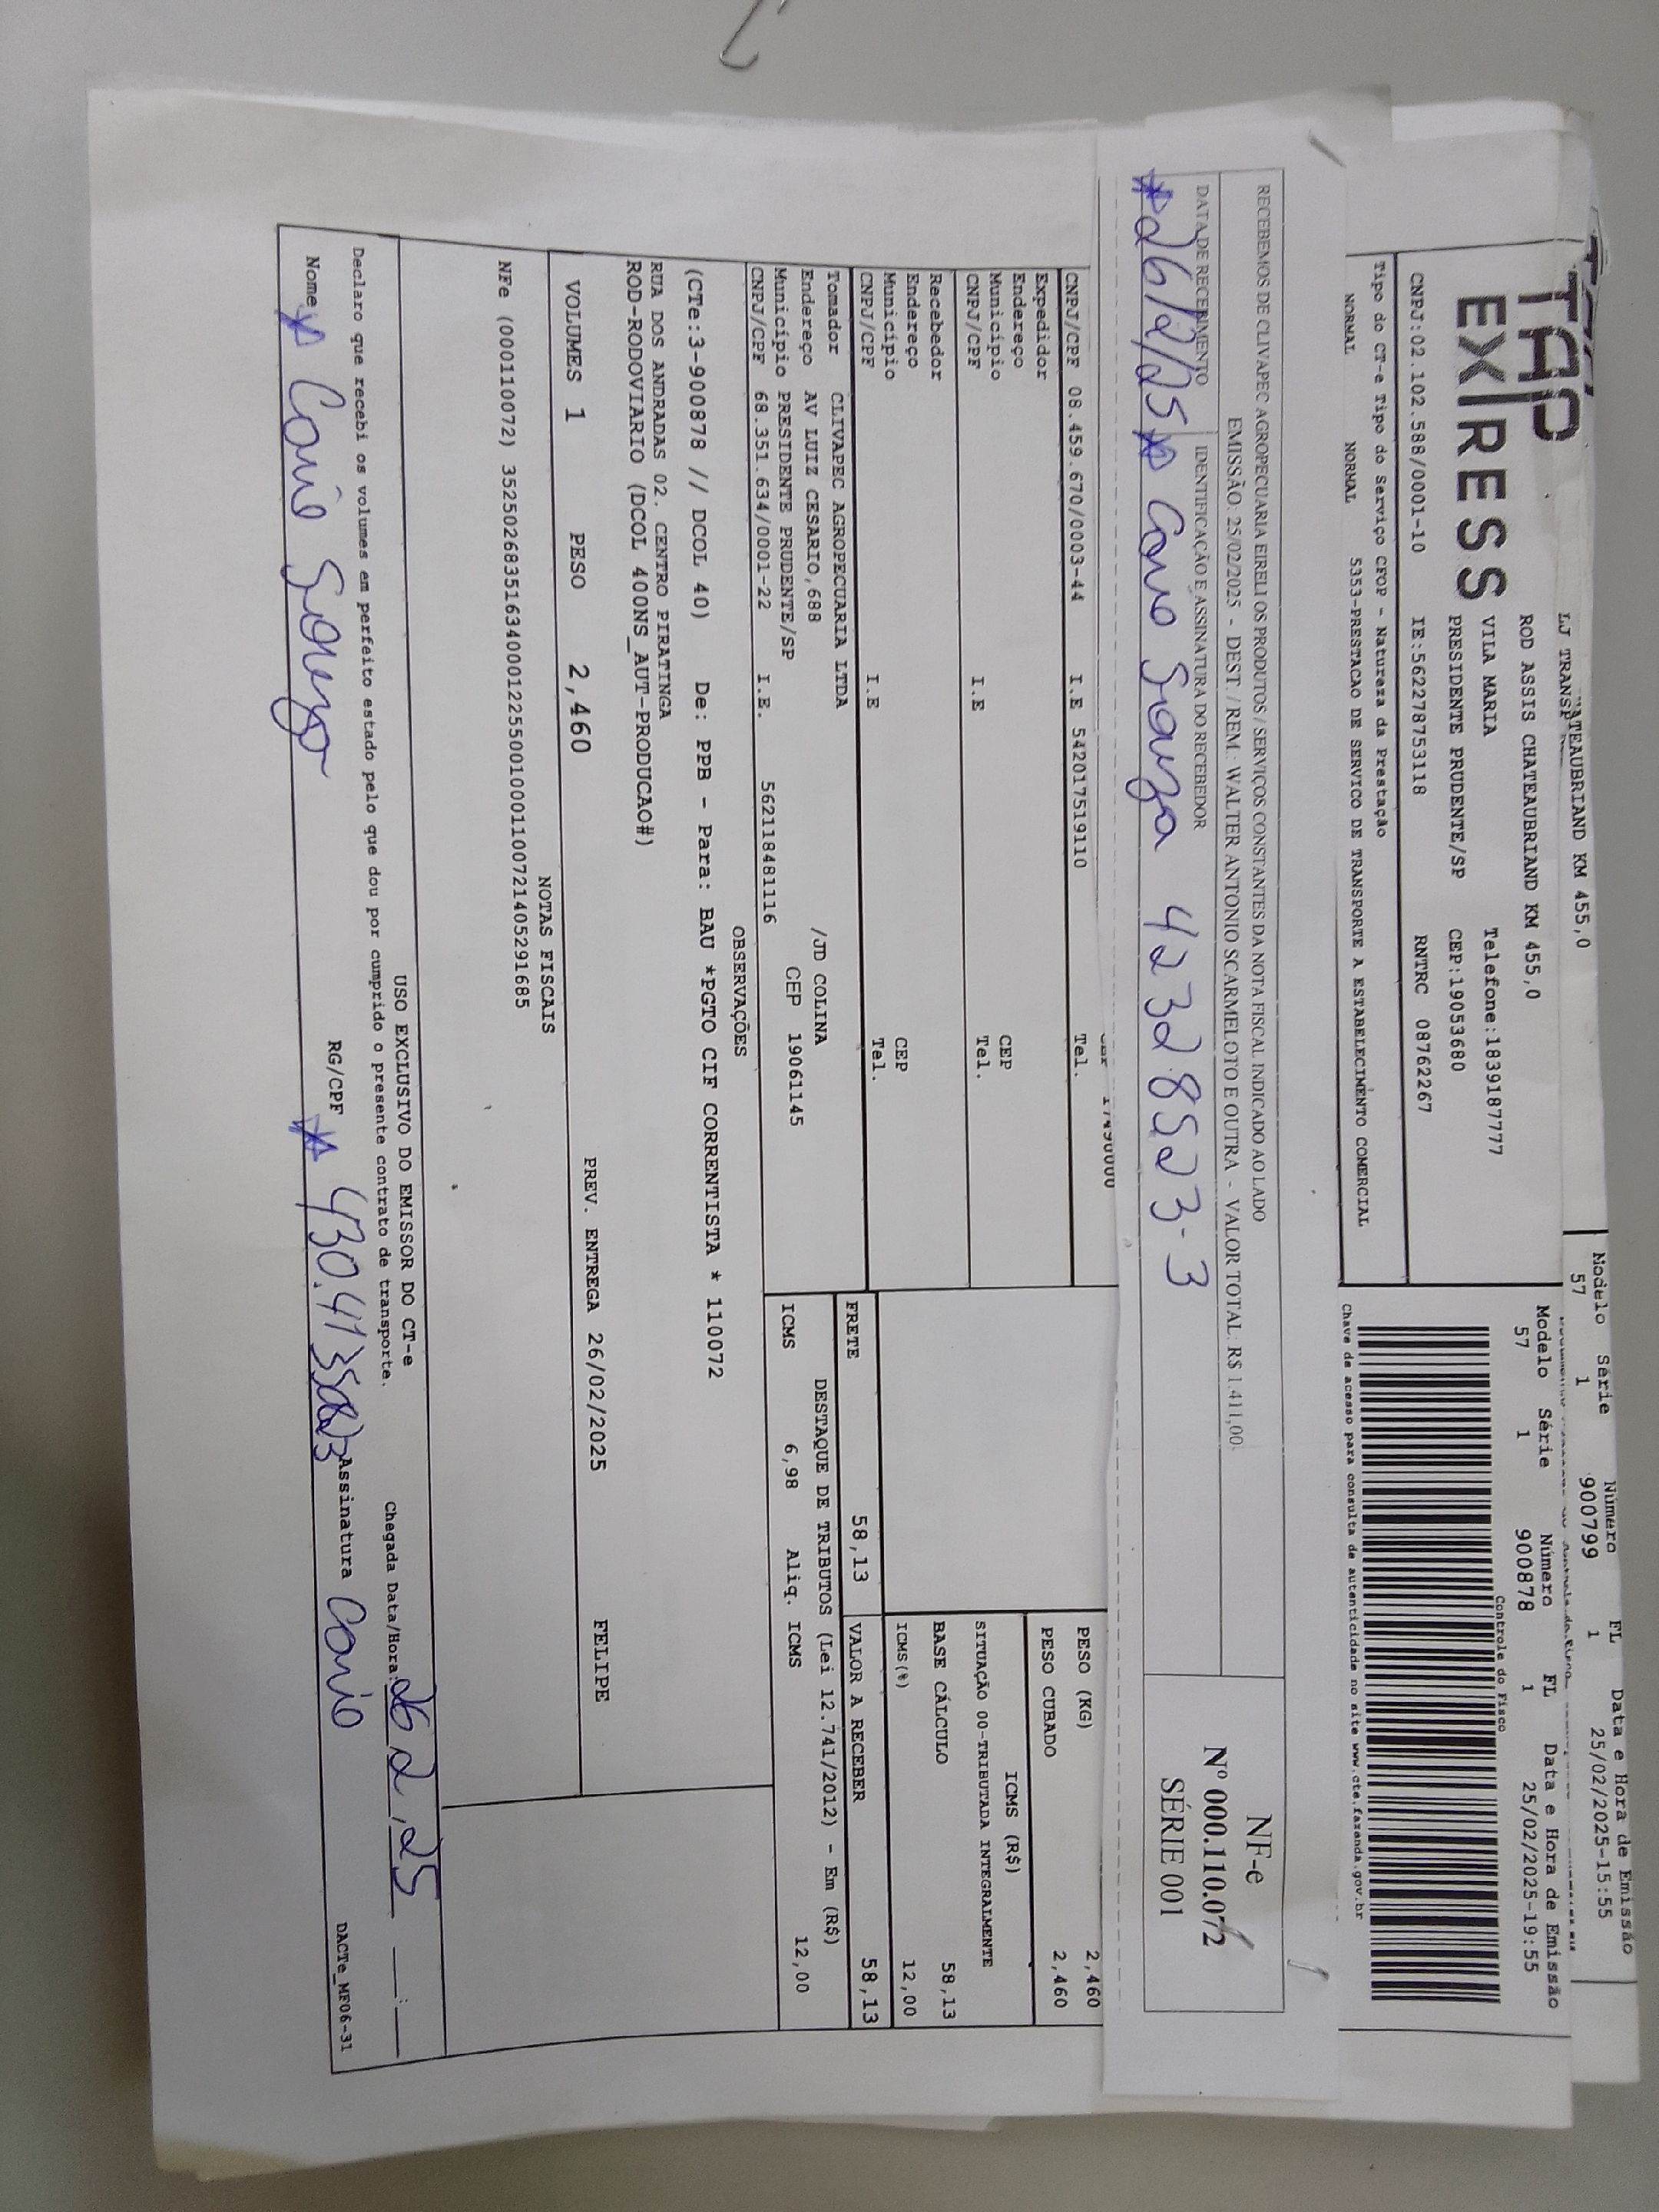 ATEAUBRIAND KM 455,0
Modelo Série Número FL Data e Hora de Emissão
57 1 900799 1 25/02/2025-15:55
TAP
EX/RESS
LJ TRANSP
ROD ASSIS CHATEAUBRIAND KM 455,0
VILA MARIA Telefone:1839187777
PRESIDENTE PRUDENTE/SP CEP:19053680
CNPJ:02.102.588/0001-10 IE:562278753118 RNTRC 08762267
Modelo Série Número FL Data e Hora de Emissão
57 1 900878 1 25/02/2025-19:55
Controle do Fisco
Tipo do CT-e Tipo do Serviço CFOP - Natureza da Prestação
NORMAL NORMAL 5353-PRESTACAO DE SERVICO DE TRANSPORTE A ESTABELECIMENTO COMERCIAL
Chave de acesso para consulta de autenticidade no site www.cte.fazenda.gov.br
RECEBEMOS DE CLIVAPEC AGROPECUARIA EIRELI OS PRODUTOS / SERVIÇOS CONSTANTES DA NOTA FISCAL INDICADO AO LADO
EMISSÃO: 25/02/2025 - DEST. / REM.: WALTER ANTONIO SCARMELOTO E OUTRA - VALOR TOTAL: R$ 1.411,00
DATA DE RECEBIMENTO IDENTIFICAÇÃO E ASSINATURA DO RECEBEDOR
26/2/25 Caio Souza 42328523-3
NF-e
Nº 000.110.072
SÉRIE 001
CNPJ/CPF 08.459.670/0003-44 I.E 542017519110 Tel.
Expedidor
Endereço
Município CEP
CNPJ/CPF I.E Tel.
Recebedor
Endereço
Município CEP
CNPJ/CPF I.E Tel.
PESO (KG) 2,460
PESO CUBADO 2,460
ICMS (R$)
SITUAÇÃO 00-TRIBUTADA INTEGRALMENTE
BASE CÁLCULO 58,13
ICMS(%) 12,00
Tomador CLIVAPEC AGROPECUARIA LTDA
Endereço AV LUIZ CESARIO,688 /JD COLINA
Município PRESIDENTE PRUDENTE/SP CEP 19061145
CNPJ/CPF 68.351.634/0001-22 I.E. 562118481116
FRETE 58,13 VALOR A RECEBER 58,13
DESTAQUE DE TRIBUTOS (Lei 12.741/2012) - Em (R$)
ICMS 6,98 Aliq. ICMS 12,00
OBSERVAÇÕES
(CTe:3-900878 // DCOL 40) De: PPB - Para: BAU *PGTO CIF CORRENTISTA * 110072
RUA DOS ANDRADAS 02. CENTRO PIRATINGA
ROD-RODOVIARIO (DCOL 400NS_AUT-PRODUCAO#)
VOLUMES 1 PESO 2,460 PREV. ENTREGA 26/02/2025 FELIPE
NOTAS FISCAIS
NFe (000110072) 35250268351634000122550010001100721405291685
USO EXCLUSIVO DO EMISSOR DO CT-e
Declaro que recebi os volumes em perfeito estado pelo que dou por cumprido o presente contrato de transporte.
Chegada Data/Hora: 26 2,25 __:__
Nome Caio Souza RG/CPF Assinatura Caio
DACTe_MF06-31